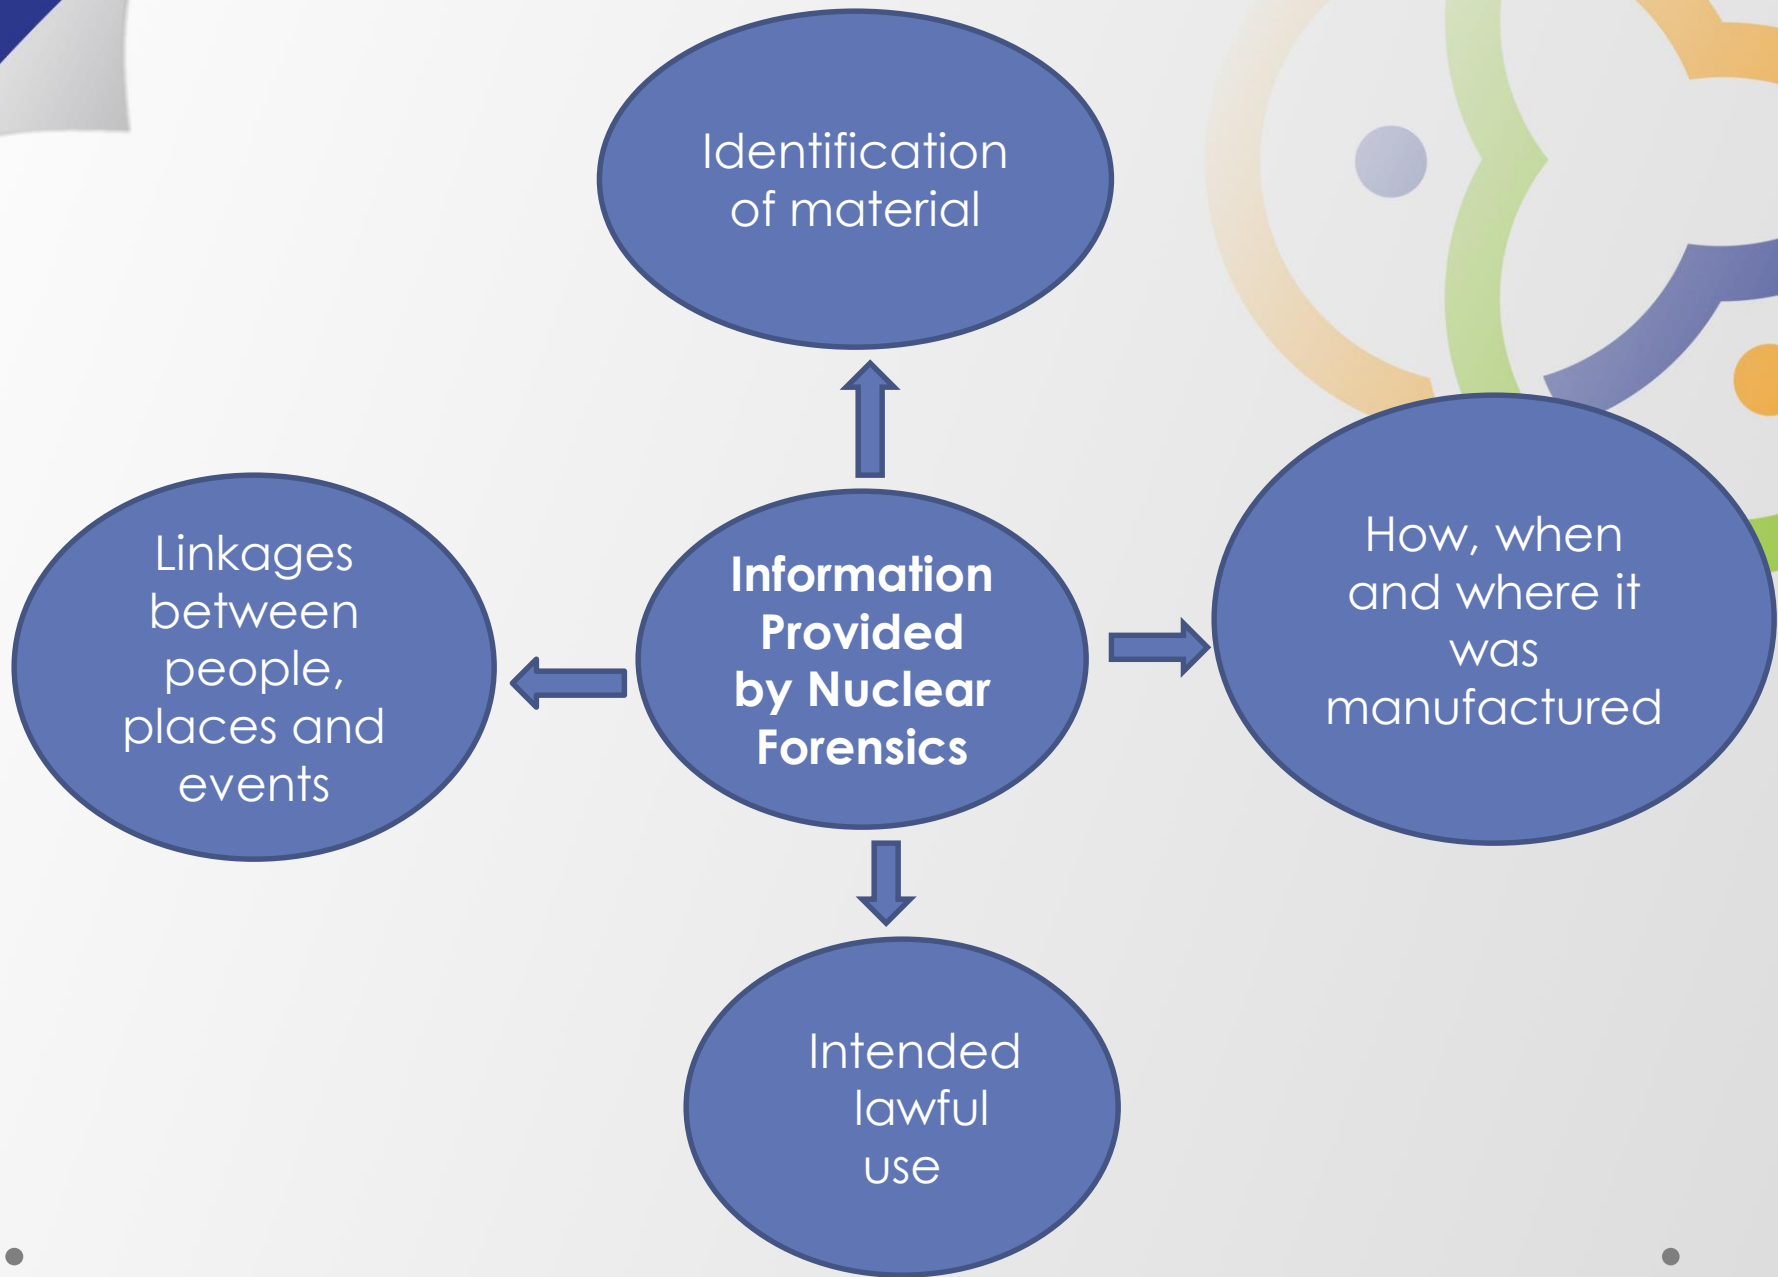 Identification
of material
Linkages
between
people,
places and
events
Information
Provided
by Nuclear
Forensics
How, when
and where it
was
manufactured
Intended
lawful
use